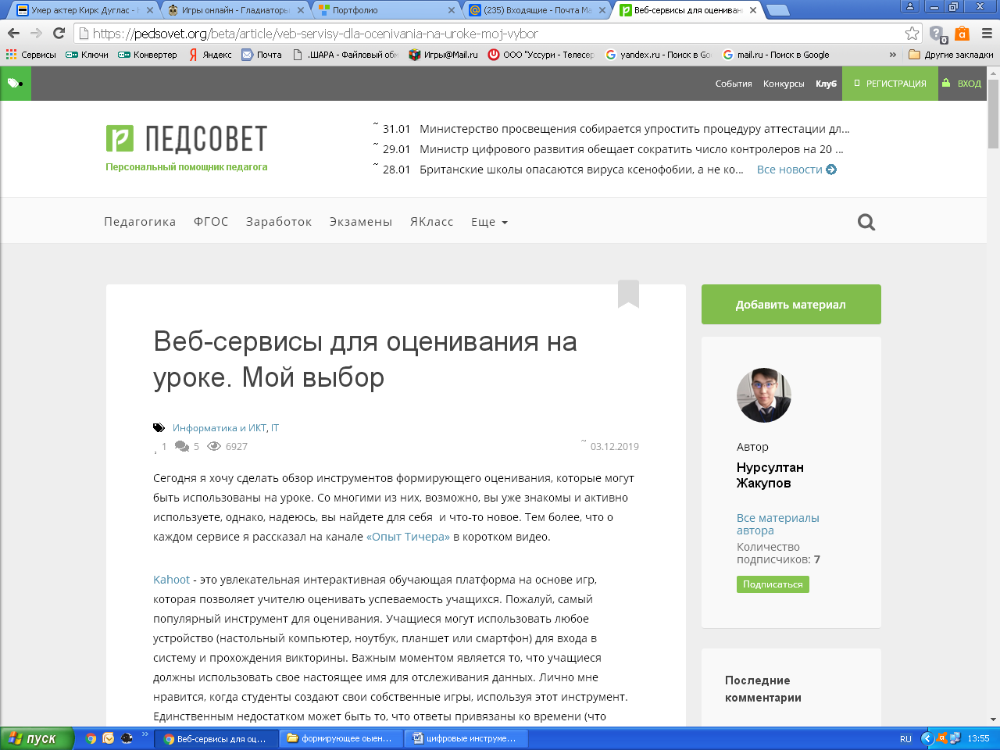 Умер актер Кирк Дуглас -
Игры онлайн - Гладиаторы
Портфолио
(235) Входящие - Почта Ма
Веб-сервисы для оцениван
https://pedsovet.org/beta/article/veb-servisy-dla-ocenivania-na-uroke-moj-vybor
0
Сервисы Ключи Конвертер Яндекс Почта .ШАРА - Файловый обм Игры@Mail.ru ООО "Уссури - Телесер yandex.ru - Поиск в Go mail.ru - Поиск в Google » Другие закладки
События Конкурсы Клуб РЕГИСТРАЦИЯ ВХОД
ПЕДСОВЕТ
Персональный помощник педагога
~ 31.01 Министерство просвещения собирается упростить процедуру аттестации дл...
~ 29.01 Министр цифрового развития обещает сократить число контролеров на 20 ...
~ 28.01 Британские школы опасаются вируса ксенофобии, а не ко... Все новости
Педагогика ФГОС Заработок Экзамены ЯКласс Еще
Веб-сервисы для оценивания на
уроке. Мой выбор
Информатика и ИКТ, IT
, 1 5 6927 ~ 03.12.2019
Сегодня я хочу сделать обзор инструментов формирующего оценивания, которые могут
быть использованы на уроке. Со многими из них, возможно, вы уже знакомы и активно
используете, однако, надеюсь, вы найдете для себя и что-то новое. Тем более, что о
каждом сервисе я рассказал на канале «Опыт Тичера» в коротком видео.
Kahoot - это увлекательная интерактивная обучающая платформа на основе игр,
которая позволяет учителю оценивать успеваемость учащихся. Пожалуй, самый
популярный инструмент для оценивания. Учащиеся могут использовать любое
устройство (настольный компьютер, ноутбук, планшет или смартфон) для входа в
систему и прохождения викторины. Важным моментом является то, что учащиеся
должны использовать свое настоящее имя для отслеживания данных. Лично мне
нравится, когда студенты создают свои собственные игры, используя этот инструмент.
Единственным недостатком может быть то, что ответы привязаны ко времени (что
Добавить материал
Автор
Нурсултан
Жакупов
Все материалы
автора
Количество
подписчиков: 7
Подписаться
Последние
комментарии
пуск
»
Веб-сервисы для оц...
формирующее оыен...
цифровые инструме...
RU
13:55